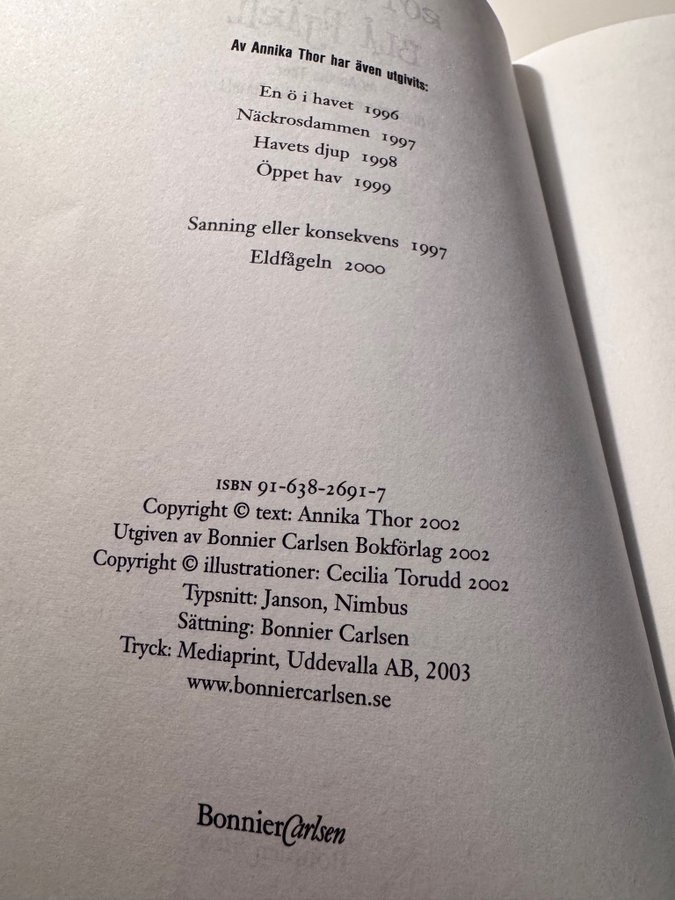 Av Annika Thor har även utgivits:
En ö i havet 1996
Näckrosdammen 1997
Havets djup 1998
Öppet hav 1999
Sanning eller konsekvens 1997
Eldfågeln 2000
ISBN 91-638-2691-7
Copyright © text: Annika Thor 2002
Utgiven av Bonnier Carlsen Bokförlag 2002
Copyright © illustrationer: Cecilia Torudd 2002
Typsnitt: Janson, Nimbus
Sättning: Bonnier Carlsen
Tryck: Mediaprint, Uddevalla AB, 2003
www.bonniercarlsen.se
BonnierCarlsen